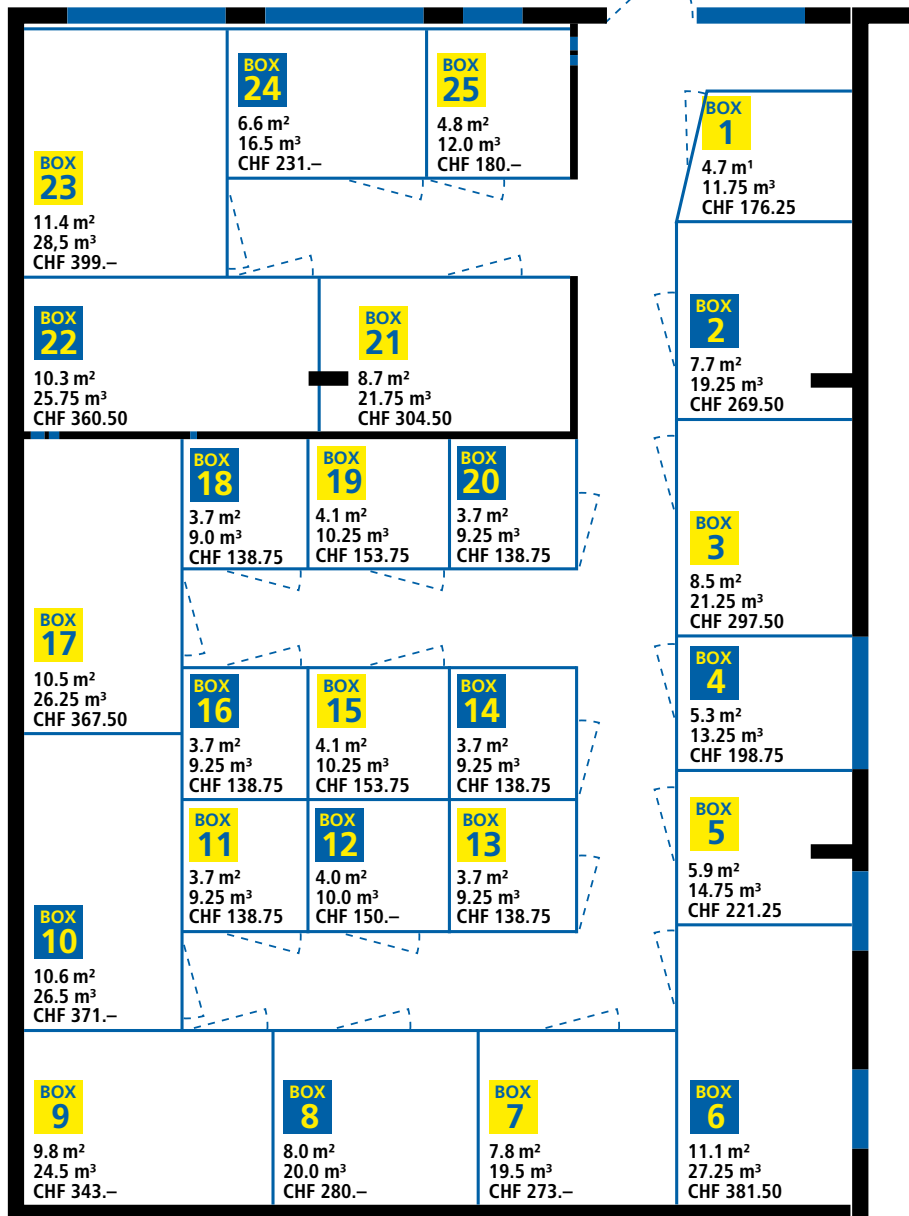 BOX
24
6.6 m²
16.5 m³
CHF 231.–
BOX
25
4.8 m²
12.0 m³
CHF 180.–
BOX
1
4.7 m¹
11.75 m³
CHF 176.25
BOX
23
11.4 m²
28,5 m³
CHF 399.–
BOX
22
10.3 m²
25.75 m³
CHF 360.50
BOX
21
8.7 m²
21.75 m³
CHF 304.50
BOX
2
7.7 m²
19.25 m³
CHF 269.50
BOX
18
3.7 m²
9.0 m³
CHF 138.75
BOX
19
4.1 m²
10.25 m³
CHF 153.75
BOX
20
3.7 m²
9.25 m³
CHF 138.75
BOX
3
8.5 m²
21.25 m³
CHF 297.50
BOX
17
10.5 m²
26.25 m³
CHF 367.50
BOX
16
3.7 m²
9.25 m³
CHF 138.75
BOX
15
4.1 m²
10.25 m³
CHF 153.75
BOX
14
3.7 m²
9.25 m³
CHF 138.75
BOX
4
5.3 m²
13.25 m³
CHF 198.75
BOX
11
3.7 m²
9.25 m³
CHF 138.75
BOX
12
4.0 m²
10.0 m³
CHF 150.–
BOX
13
3.7 m²
9.25 m³
CHF 138.75
BOX
5
5.9 m²
14.75 m³
CHF 221.25
BOX
10
10.6 m²
26.5 m³
CHF 371.–
BOX
9
9.8 m²
24.5 m³
CHF 343.–
BOX
8
8.0 m²
20.0 m³
CHF 280.–
BOX
7
7.8 m²
19.5 m³
CHF 273.–
BOX
6
11.1 m²
27.25 m³
CHF 381.50